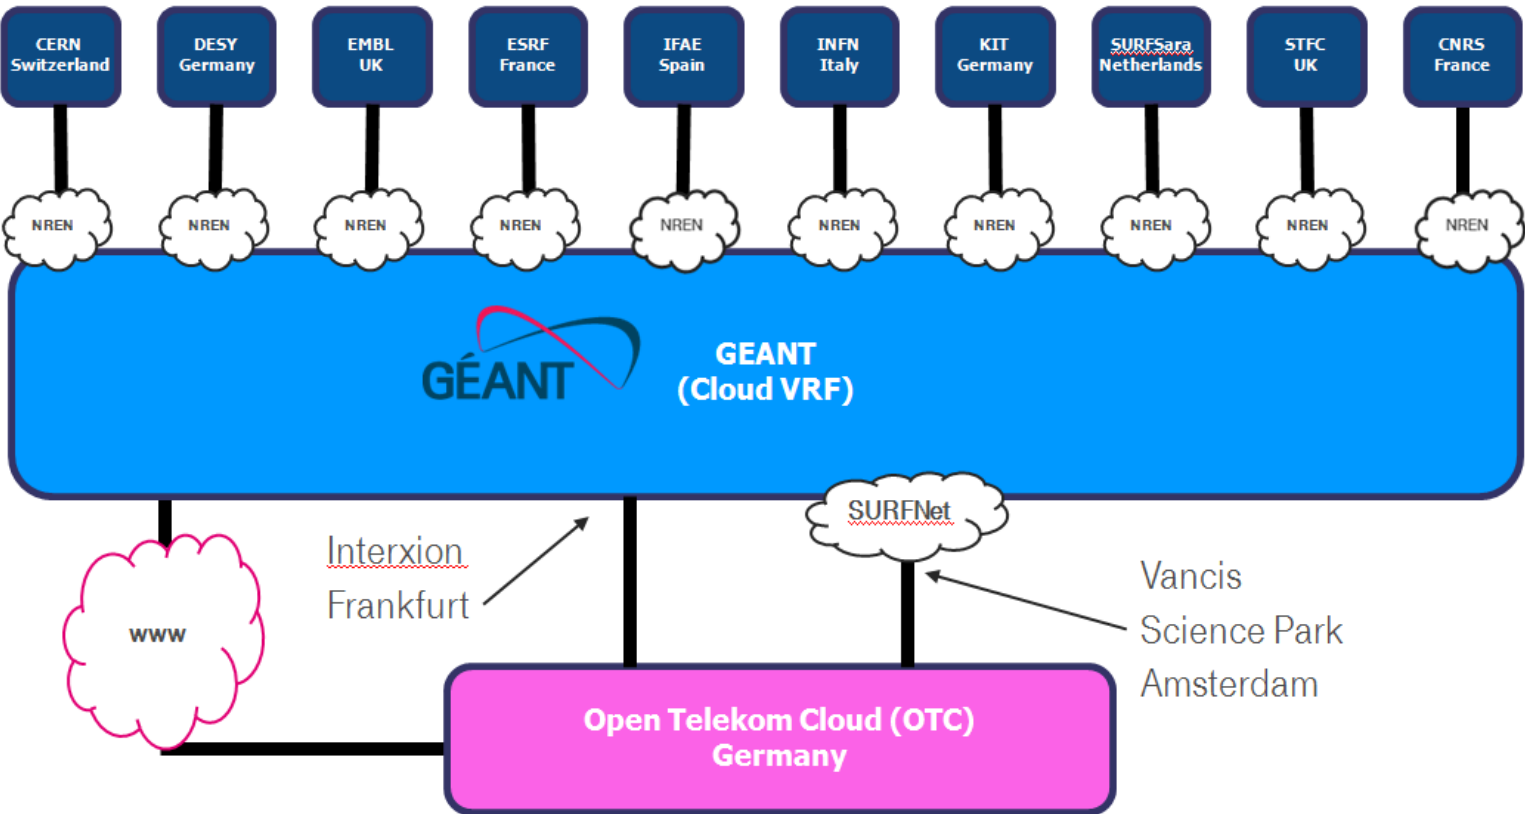 CERN
Switzerland
DESY
Germany
EMBL
UK
ESRF
France
IFAE
Spain
INFN
Italy
KIT
Germany
SURFSara
Netherlands
STFC
UK
CNRS
France
NREN
NREN
NREN
NREN
NREN
NREN
NREN
NREN
NREN
NREN
GÉANT
GEANT
(Cloud VRF)
SURFNet
Interxion
Frankfurt
Vancis
Science Park
Amsterdam
www
Open Telekom Cloud (OTC)
Germany